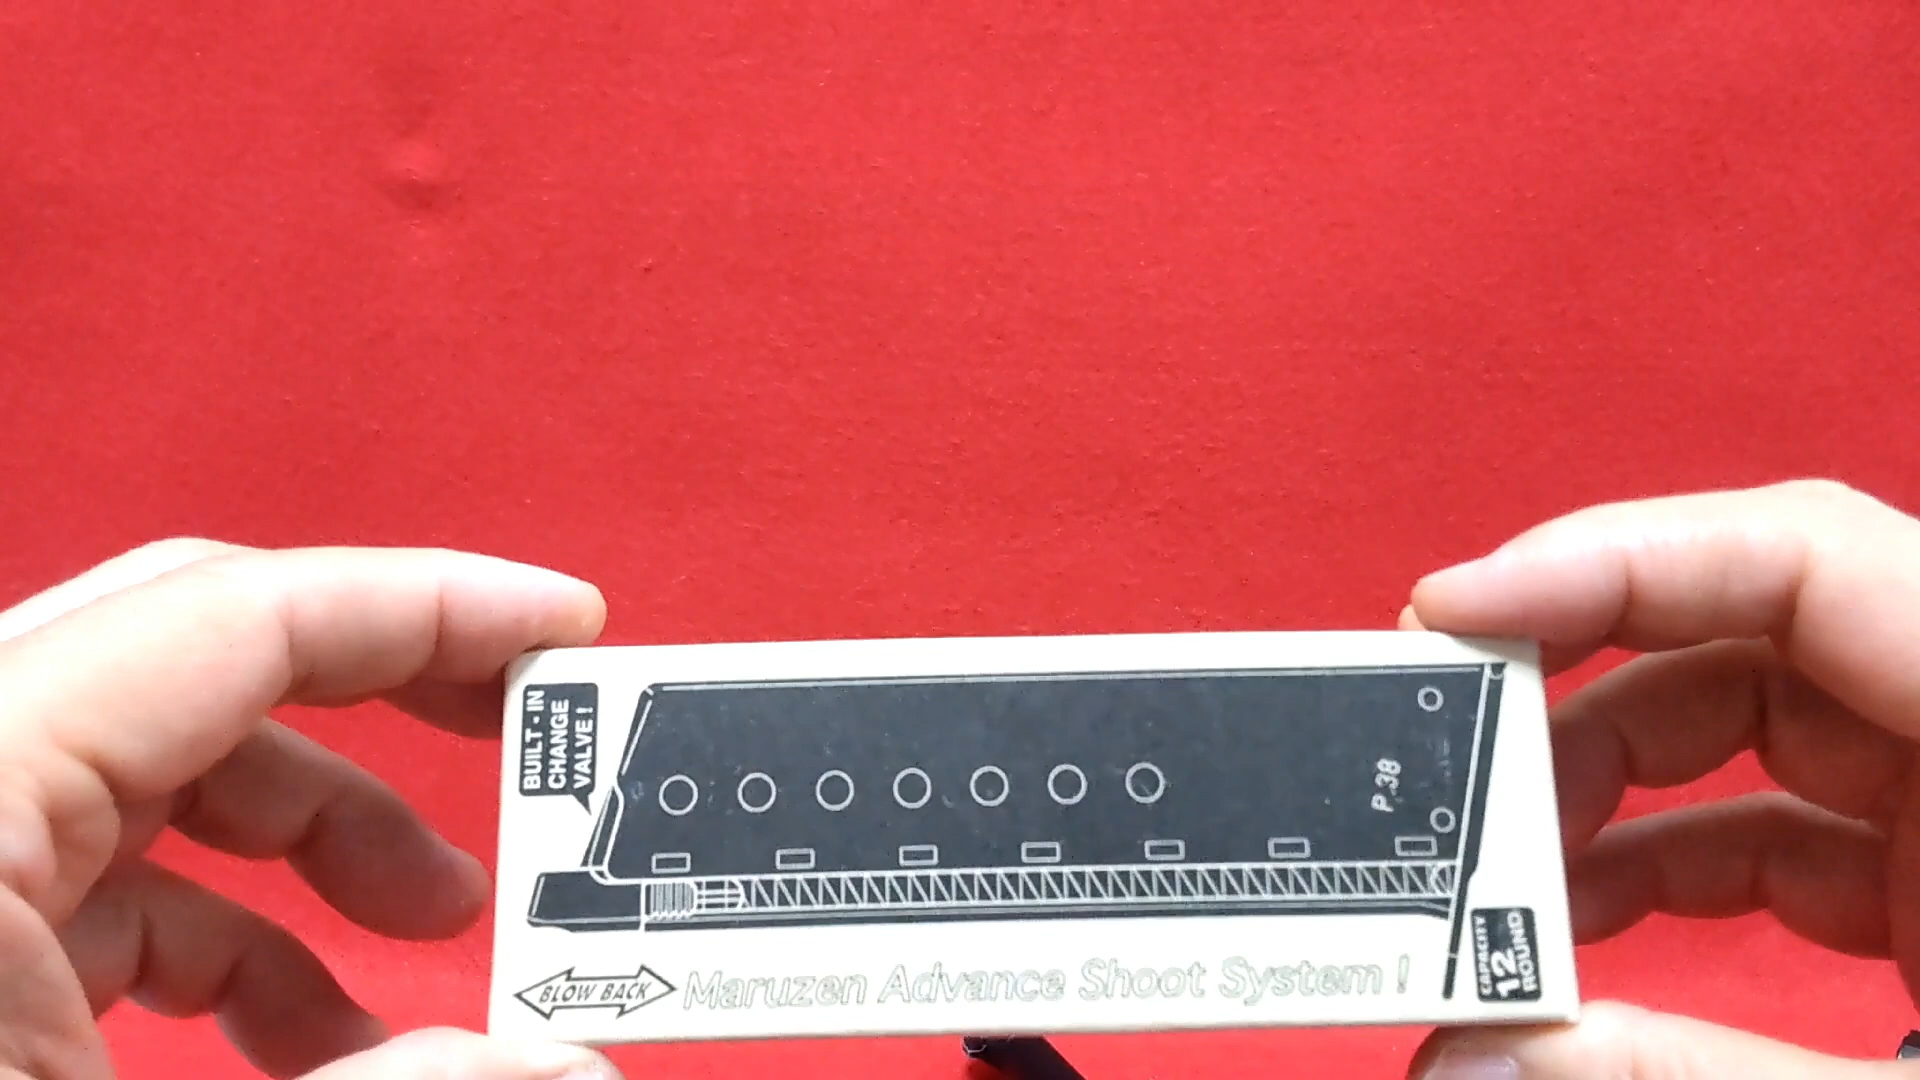 BUILT - IN
CHANGE
VALVE !
P.38
CAPACITY
12
ROUND
BLOW BACK
Maruzen Advance Shoot System !